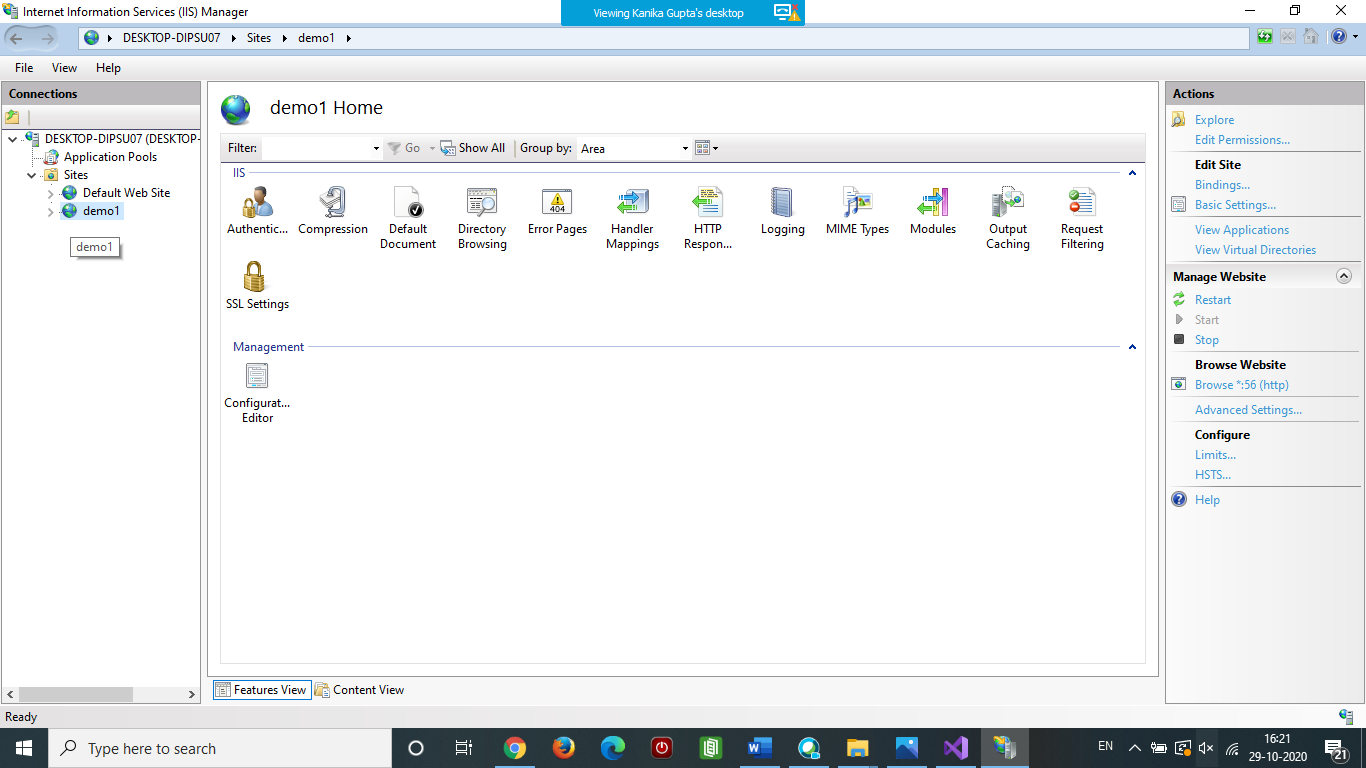 Internet Information Services (IIS) Manager
Viewing Kanika Gupta's desktop
DESKTOP-DIPSU07 Sites demo1
File View Help
Connections
DESKTOP-DIPSU07 (DESKTOP-
Application Pools
Sites
Default Web Site
demo1
demo1
demo1 Home
Filter: Go Show All Group by: Area
IIS
Authentic... Compression Default Document Directory Browsing Error Pages Handler Mappings HTTP Respon... Logging MIME Types Modules Output Caching Request Filtering
404
SSL Settings
Management
Configurat... Editor
Features View Content View
Actions
Explore
Edit Permissions...
Edit Site
Bindings...
Basic Settings...
View Applications
View Virtual Directories
Manage Website
Restart
Start
Stop
Browse Website
Browse *:56 (http)
Advanced Settings...
Configure
Limits...
HSTS...
Help
Ready
Type here to search
EN
16:21
29-10-2020
21